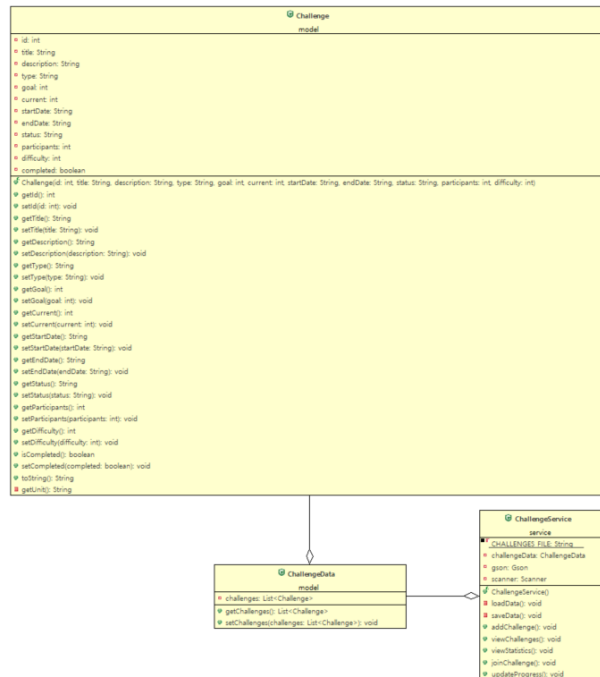 Challenge
model
id: int
title: String
description: String
type: String
goal: int
current: int
startDate: String
endDate: String
status: String
participants: int
difficulty: int
completed: boolean
Challenge(id: int, title: String, description: String, type: String, goal: int, current: int, startDate: String, endDate: String, status: String, participants: int, difficulty: int)
getId(): int
setId(id: int): void
getTitle(): String
setTitle(title: String): void
getDescription(): String
setDescription(description: String): void
getType(): String
setType(type: String): void
getGoal(): int
setGoal(goal: int): void
getCurrent(): int
setCurrent(current: int): void
getStartDate(): String
setStartDate(startDate: String): void
getEndDate(): String
setEndDate(endDate: String): void
getStatus(): String
setStatus(status: String): void
getParticipants(): int
setParticipants(participants: int): void
getDifficulty(): int
setDifficulty(difficulty: int): void
isCompleted(): boolean
setCompleted(completed: boolean): void
toString(): String
getUnit(): String
ChallengeData
model
challenges: List<Challenge>
getChallenges(): List<Challenge>
setChallenges(challenges: List<Challenge>): void
ChallengeService
service
CHALLENGES_FILE: String
challengeData: ChallengeData
gson: Gson
scanner: Scanner
ChallengeService()
loadData(): void
saveData(): void
addChallenge(): void
viewChallenges(): void
viewStatistics(): void
joinChallenge(): void
updateProgress(): void